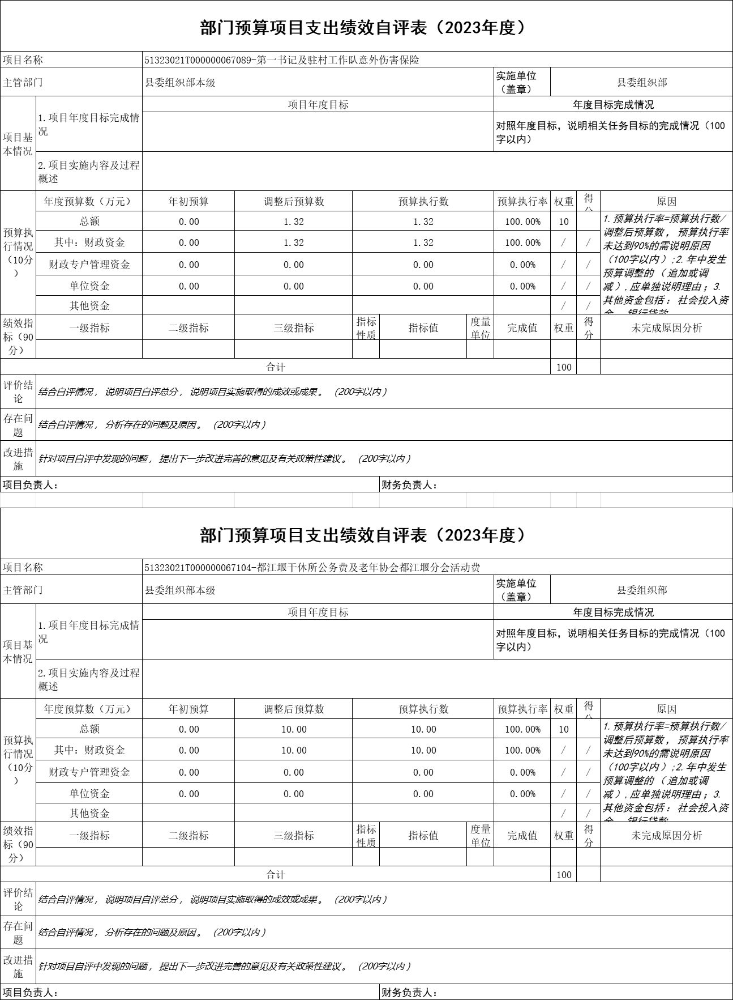 部门预算项目支出绩效自评表（2023年度）
项目名称 51323021T000000067089-第一书记及驻村工作队意外伤害保险
主管部门 县委组织部本级 实施单位（盖章） 县委组织部
项目基本情况 1.项目年度目标完成情况 项目年度目标 年度目标完成情况
对照年度目标，说明相关任务目标的完成情况（100字以内）
2.项目实施内容及过程概述
预算执行情况（10分） 年度预算数（万元） 年初预算 调整后预算数 预算执行数 预算执行率 权重 得 原因
总额 0.00 1.32 1.32 100.00% 10
其中：财政资金 0.00 1.32 1.32 100.00% / /
财政专户管理资金 0.00 0.00 0.00 0.00% / /
单位资金 0.00 0.00 0.00 0.00% / /
其他资金 / /
1.预算执行率=预算执行数/
调整后预算数，预算执行率
未达到90%的需说明原因
（100字以内）;2.年中发生
预算调整的（追加或调
减）,应单独说明理由；3.
其他资金包括：社会投入资
绩效指标（90分） 一级指标 二级指标 三级指标 指标性质 指标值 度量单位 完成值 权重 得分 未完成原因分析
合计 100
评价结论 结合自评情况，说明项目自评总分，说明项目实施取得的成效或成果。（200字以内）
存在问题 结合自评情况，分析存在的问题及原因。（200字以内）
改进措施 针对项目自评中发现的问题，提出下一步改进完善的意见及有关政策性建议。（200字以内）
项目负责人： 财务负责人：
部门预算项目支出绩效自评表（2023年度）
项目名称 51323021T000000067104-都江堰干休所公务费及老年协会都江堰分会活动费
主管部门 县委组织部本级 实施单位（盖章） 县委组织部
项目基本情况 1.项目年度目标完成情况 项目年度目标 年度目标完成情况
对照年度目标，说明相关任务目标的完成情况（100字以内）
2.项目实施内容及过程概述
预算执行情况（10分） 年度预算数（万元） 年初预算 调整后预算数 预算执行数 预算执行率 权重 得 原因
总额 0.00 10.00 10.00 100.00% 10
其中：财政资金 0.00 10.00 10.00 100.00% / /
财政专户管理资金 0.00 0.00 0.00 0.00% / /
单位资金 0.00 0.00 0.00 0.00% / /
其他资金 / /
1.预算执行率=预算执行数/
调整后预算数，预算执行率
未达到90%的需说明原因
（100字以内）;2.年中发生
预算调整的（追加或调
减）,应单独说明理由；3.
其他资金包括：社会投入资
绩效指标（90分） 一级指标 二级指标 三级指标 指标性质 指标值 度量单位 完成值 权重 得分 未完成原因分析
合计 100
评价结论 结合自评情况，说明项目自评总分，说明项目实施取得的成效或成果。（200字以内）
存在问题 结合自评情况，分析存在的问题及原因。（200字以内）
改进措施 针对项目自评中发现的问题，提出下一步改进完善的意见及有关政策性建议。（200字以内）
项目负责人： 财务负责人：